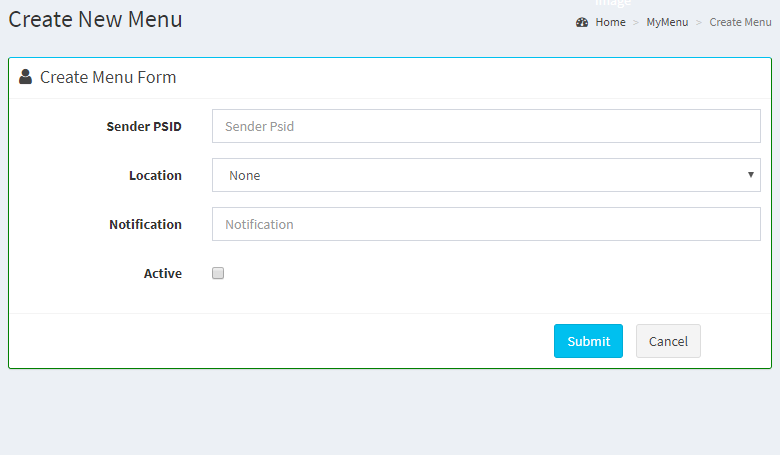 image
Create New Menu
Home > MyMenu > Create Menu
Create Menu Form
Sender PSID
Sender Psid
Location
None
Notification
Notification
Active
Submit
Cancel